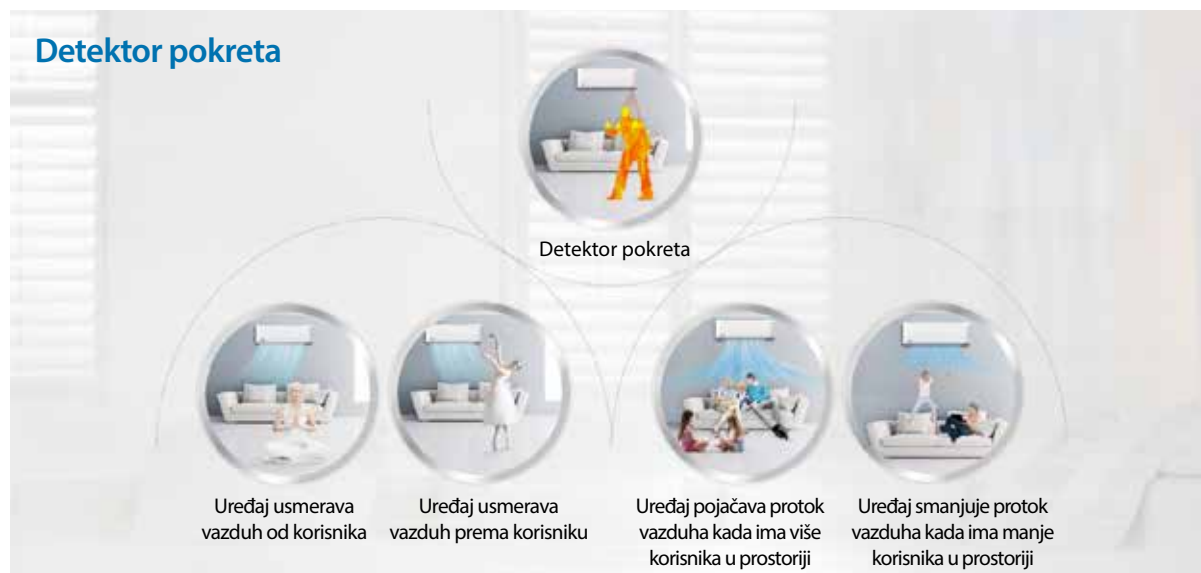 Detektor pokreta
Detektor pokreta
Uređaj usmerava
vazduh od korisnika
Uređaj usmerava
vazduh prema korisniku
Uređaj pojačava protok
vazduha kada ima više
korisnika u prostoriji
Uređaj smanjuje protok
vazduha kada ima manje
korisnika u prostoriji